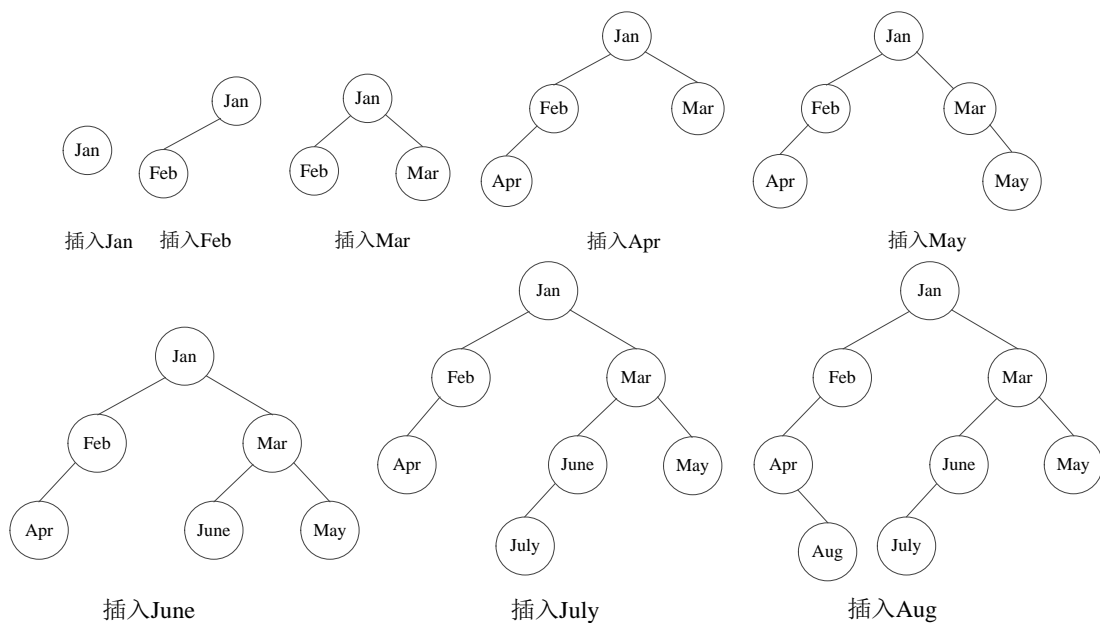 Jan
Jan
Feb
Jan
Feb
Mar
Jan
Feb
Mar
Apr
Jan
Feb
Mar
Apr
May
插入Jan
插入Feb
插入Mar
插入Apr
插入May
Jan
Feb
Mar
Apr
June
May
Jan
Feb
Mar
Apr
June
May
July
Jan
Feb
Mar
Apr
June
May
Aug
July
插入June
插入July
插入Aug